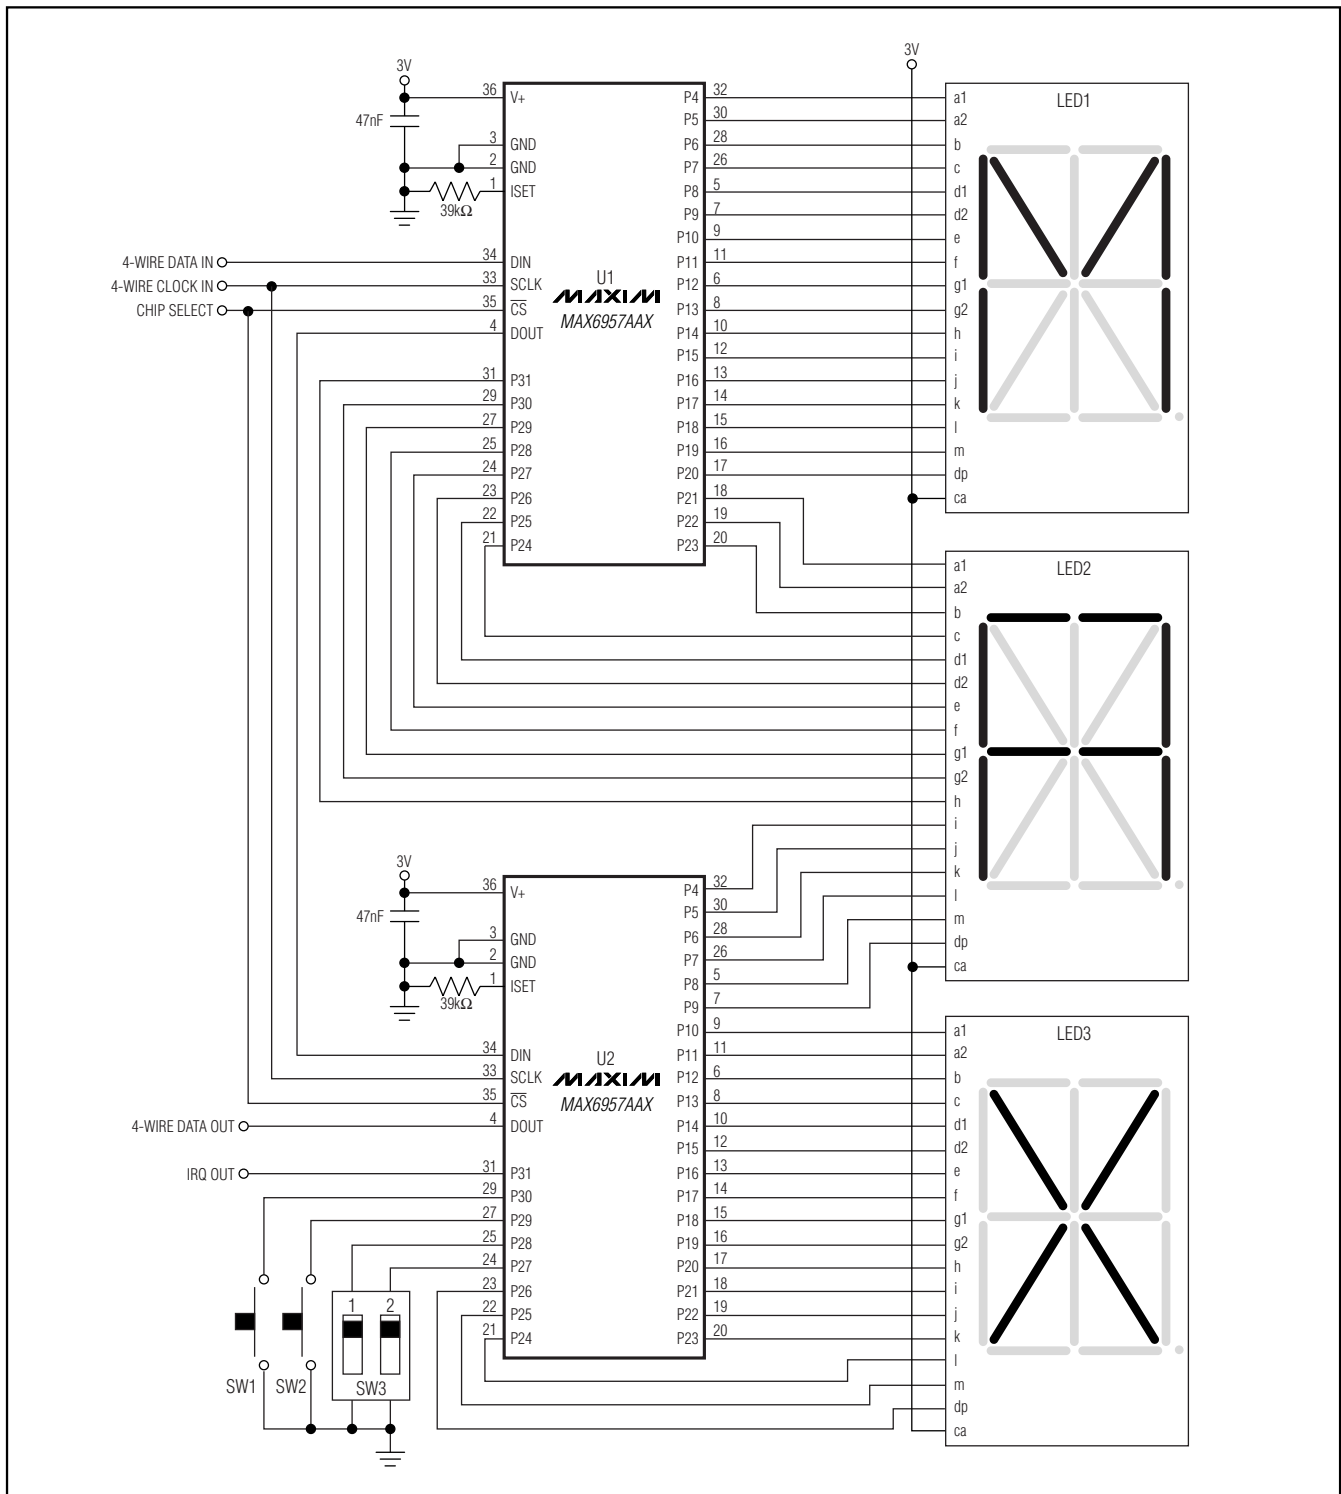 3V
47nF
39kΩ
36 V+
3 GND
2 GND
1 ISET
4-WIRE DATA IN 34 DIN
4-WIRE CLOCK IN 33 SCLK
CHIP SELECT 35 CS
4 DOUT
31 P31
29 P30
27 P29
25 P28
24 P27
23 P26
22 P25
21 P24
U1
MAXIM
MAX6957AAX
P4 32
P5 30
P6 28
P7 26
P8 5
P9 7
P10 9
P11 11
P12 6
P13 8
P14 10
P15 12
P16 13
P17 14
P18 15
P19 16
P20 17
P21 18
P22 19
P23 20
3V
LED1
a1
a2
b
c
d1
d2
e
f
g1
g2
h
i
j
k
l
m
dp
ca
LED2
a1
a2
b
c
d1
d2
e
f
g1
g2
h
i
j
k
l
m
dp
ca
3V
47nF
39kΩ
36 V+
3 GND
2 GND
1 ISET
34 DIN
33 SCLK
35 CS
4-WIRE DATA OUT 4 DOUT
IRQ OUT 31 P31
29 P30
27 P29
25 P28
24 P27
23 P26
22 P25
21 P24
U2
MAXIM
MAX6957AAX
P4 32
P5 30
P6 28
P7 26
P8 5
P9 7
P10 9
P11 11
P12 6
P13 8
P14 10
P15 12
P16 13
P17 14
P18 15
P19 16
P20 17
P21 18
P22 19
P23 20
LED3
a1
a2
b
c
d1
d2
e
f
g1
g2
h
i
j
k
l
m
dp
ca
1 2
SW1 SW2 SW3